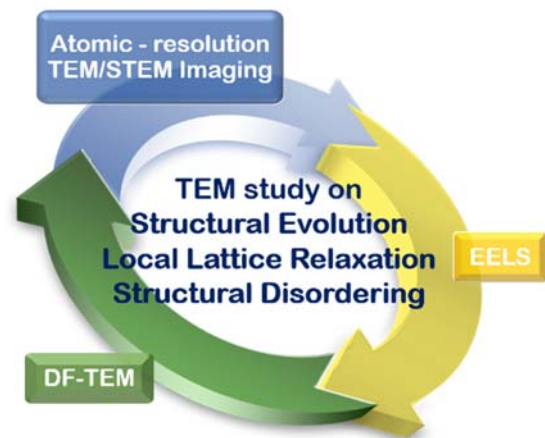 Atomic - resolution
TEM/STEM Imaging
TEM study on
Structural Evolution
Local Lattice Relaxation
Structural Disordering
EELS
DF-TEM